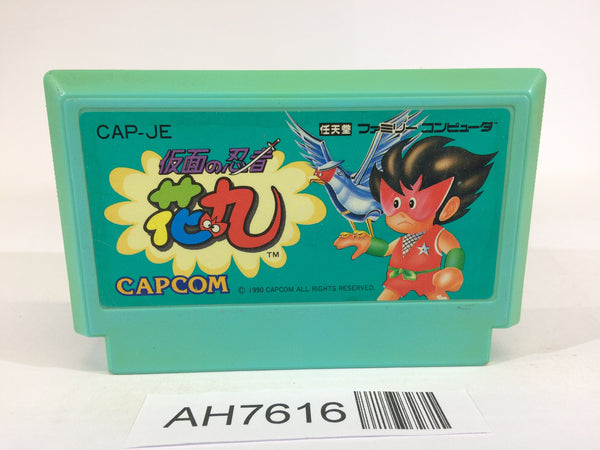 CAP-JE
任天堂 ファミリー コンピュータ
仮面の忍者
花丸
TM
CAPCOM
© 1990 CAPCOM ALL RIGHTS RESERVED.
AH7616